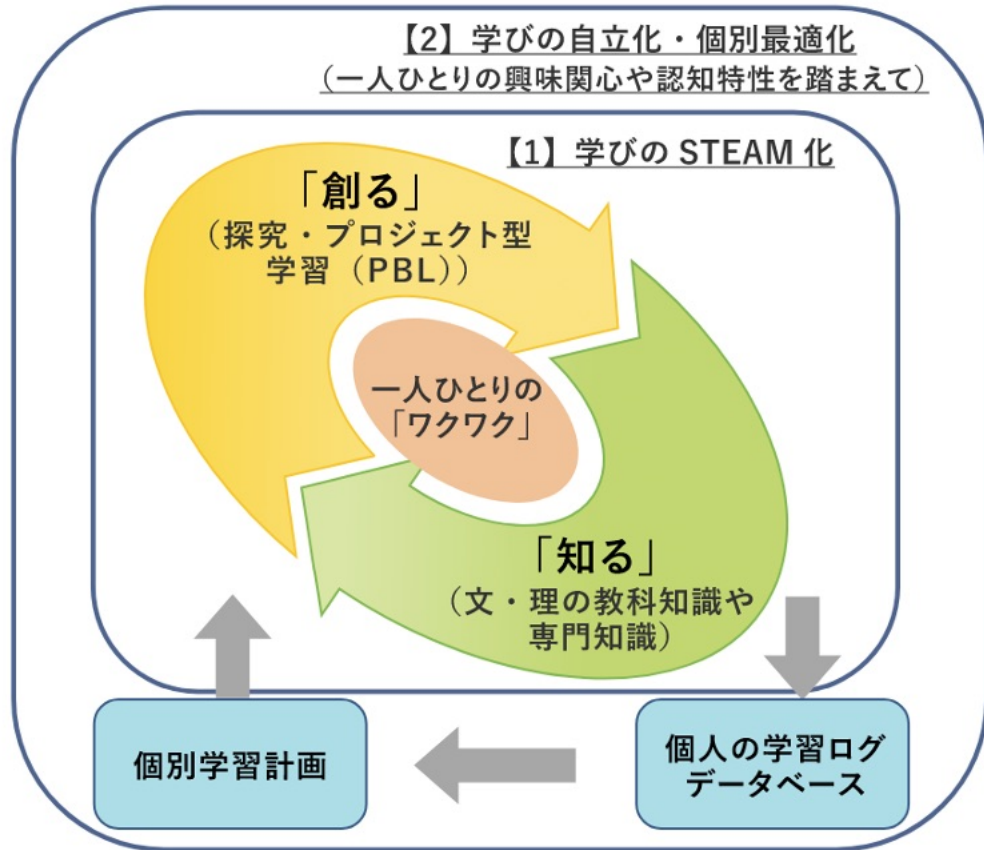 【2】学びの自立化・個別最適化
（一人ひとりの興味関心や認知特性を踏まえて）
【1】学びの STEAM 化
「創る」
（探究・プロジェクト型
学習（PBL））
一人ひとりの
「ワクワク」
「知る」
（文・理の教科知識や
専門知識）
個別学習計画
個人の学習ログ
データベース